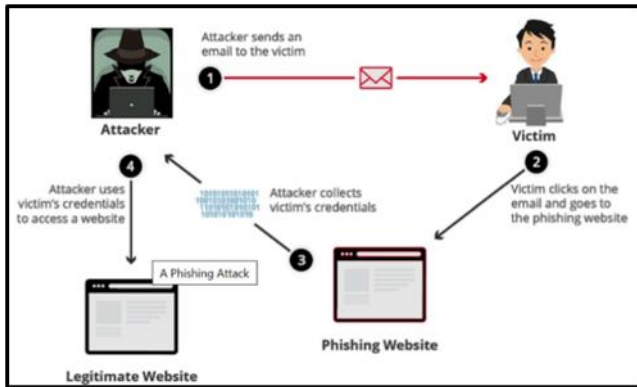 Attacker sends an
email to the victim
1
Attacker
Victim
4
2
Attacker uses
victim's credentials
to access a website
1010101010101
Attacker collects
victim's credentials
Victim clicks on the
email and goes to
the phishing website
3
A Phishing Attack
Phishing Website
Legitimate Website